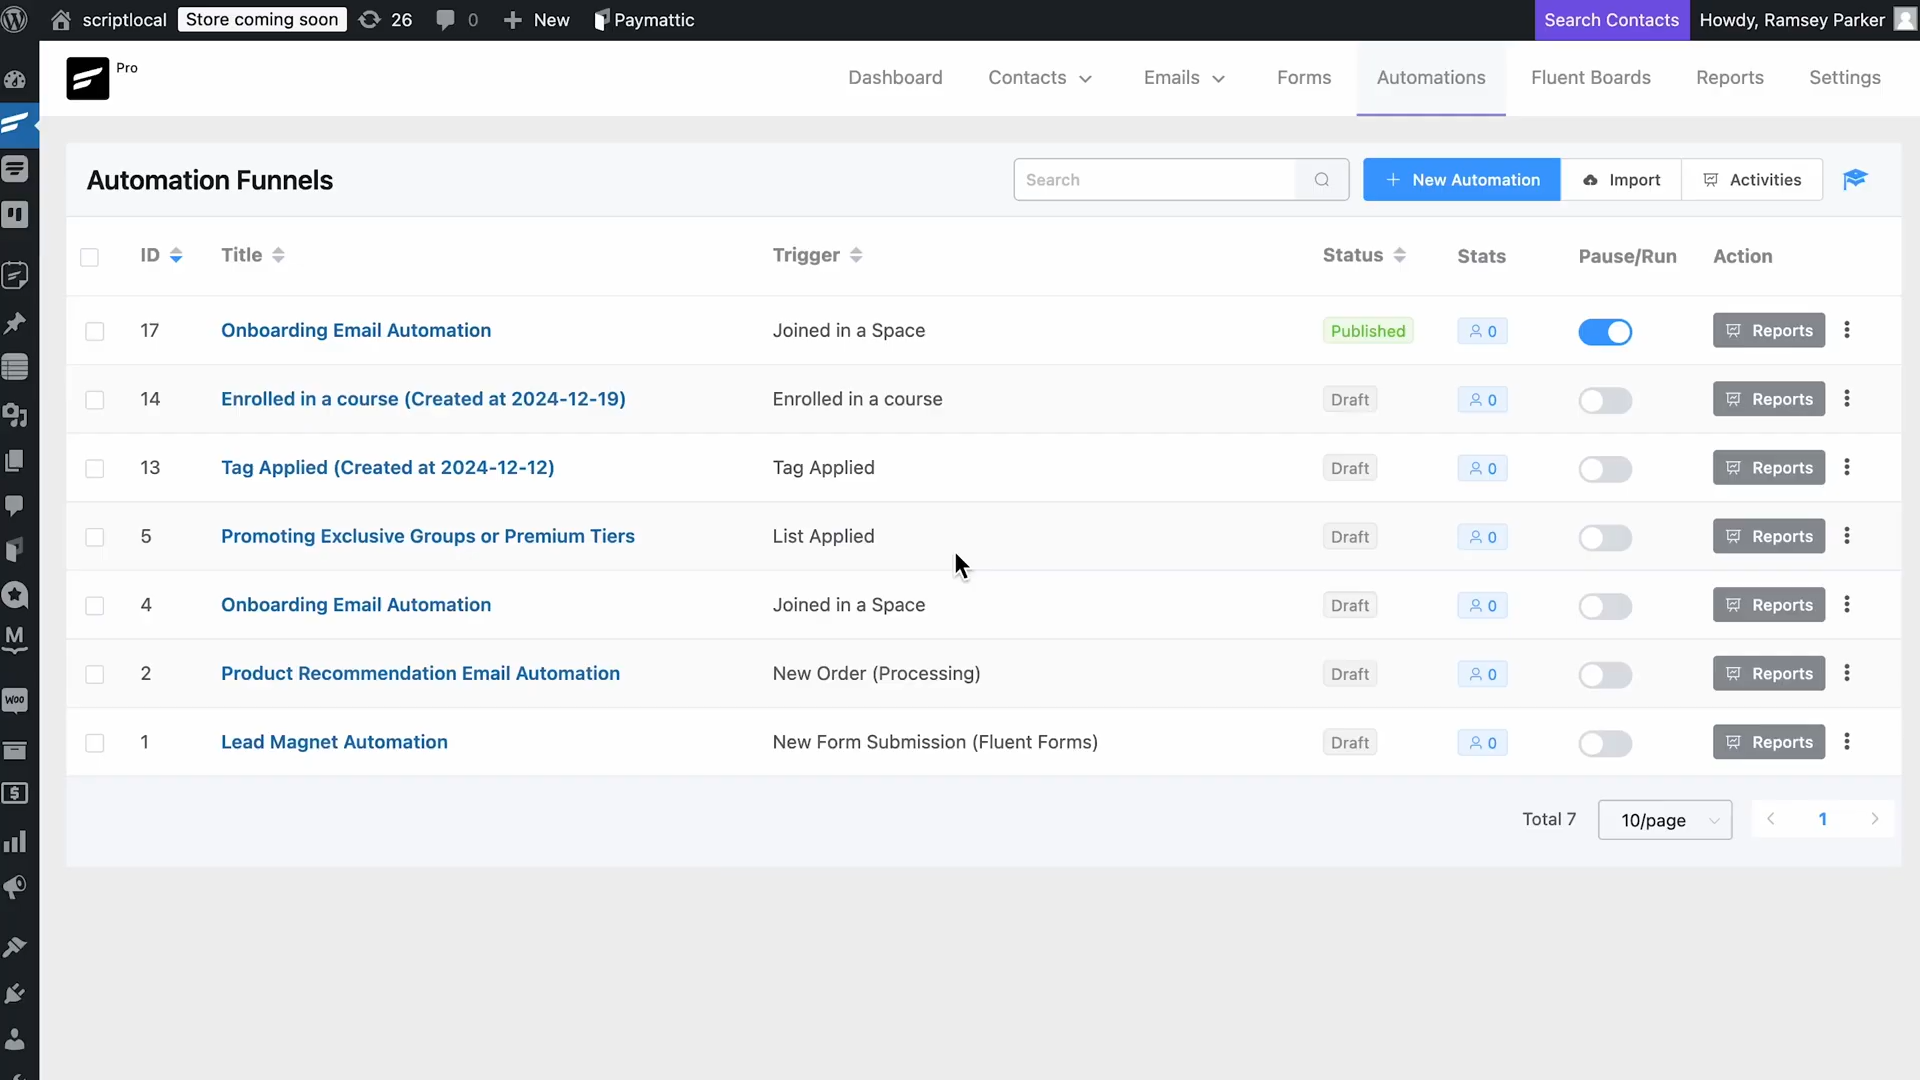 scriptlocal Store coming soon 26 0 New Paymattic Search Contacts Howdy, Ramsey Parker
Pro
Dashboard Contacts Emails Forms Automations Fluent Boards Reports Settings
Automation Funnels Search New Automation Import Activities
ID Title Trigger Status Stats Pause/Run Action
17 Onboarding Email Automation Joined in a Space Published 0 Reports
14 Enrolled in a course (Created at 2024-12-19) Enrolled in a course Draft 0 Reports
13 Tag Applied (Created at 2024-12-12) Tag Applied Draft 0 Reports
5 Promoting Exclusive Groups or Premium Tiers List Applied Draft 0 Reports
4 Onboarding Email Automation Joined in a Space Draft 0 Reports
M
2 Product Recommendation Email Automation New Order (Processing) Draft 0 Reports
Woo
1 Lead Magnet Automation New Form Submission (Fluent Forms) Draft 0 Reports
Total 7 10/page 1